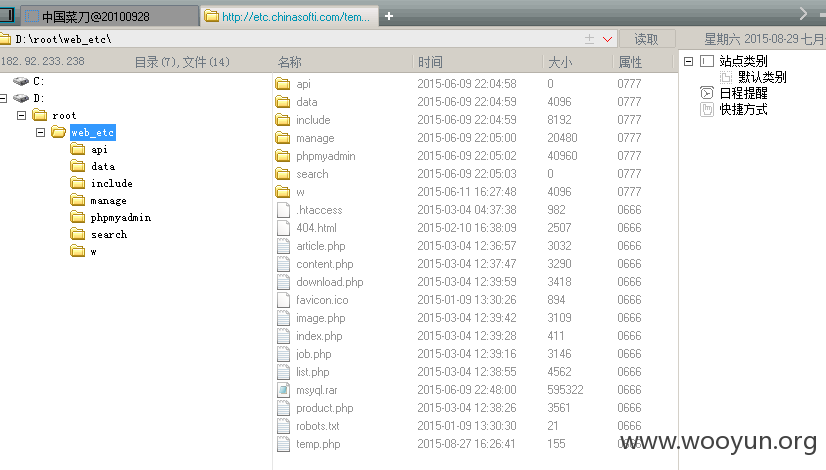 中国菜刀@20100928
http://etc.chinasofti.com/tem...
D:\root\web_etc\
读取
星期六 2015-08-29 七月
182.92.233.238 目录(7),文件(14) 名称 时间 大小 属性
C:
D:
root
web_etc
api
data
include
manage
phpmyadmin
search
w
api 2015-06-09 22:04:58 0 0777
data 2015-06-09 22:04:59 4096 0777
include 2015-06-09 22:04:59 8192 0777
manage 2015-06-09 22:05:00 20480 0777
phpmyadmin 2015-06-09 22:05:02 40960 0777
search 2015-06-09 22:05:03 0 0777
w 2015-06-11 16:27:48 4096 0777
.htaccess 2015-03-04 04:37:38 982 0666
404.html 2015-02-10 16:38:09 2507 0666
article.php 2015-03-04 12:36:57 3032 0666
content.php 2015-03-04 12:37:47 3290 0666
download.php 2015-03-04 12:39:59 3418 0666
favicon.ico 2015-01-09 13:30:26 894 0666
image.php 2015-03-04 12:39:42 3109 0666
index.php 2015-03-04 12:39:28 411 0666
job.php 2015-03-04 12:39:16 3146 0666
list.php 2015-03-04 12:38:55 4562 0666
msyql.rar 2015-06-09 22:48:00 595322 0666
product.php 2015-03-04 12:38:26 3561 0666
robots.txt 2015-01-09 13:30:30 21 0666
temp.php 2015-08-27 16:26:41 155 0666
站点类别
默认类别
日程提醒
快捷方式
www.wooyun.org